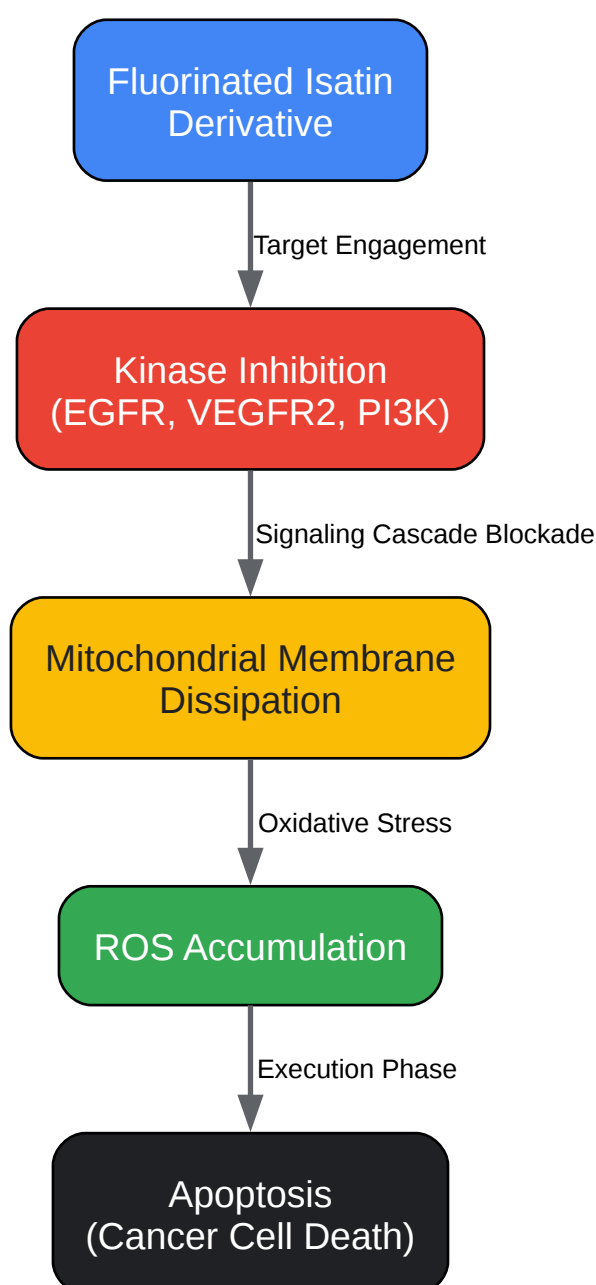 Fluorinated Isatin
Derivative
Target Engagement
Kinase Inhibition
(EGFR, VEGFR2, PI3K)
Signaling Cascade Blockade
Mitochondrial Membrane
Dissipation
Oxidative Stress
ROS Accumulation
Execution Phase
Apoptosis
(Cancer Cell Death)